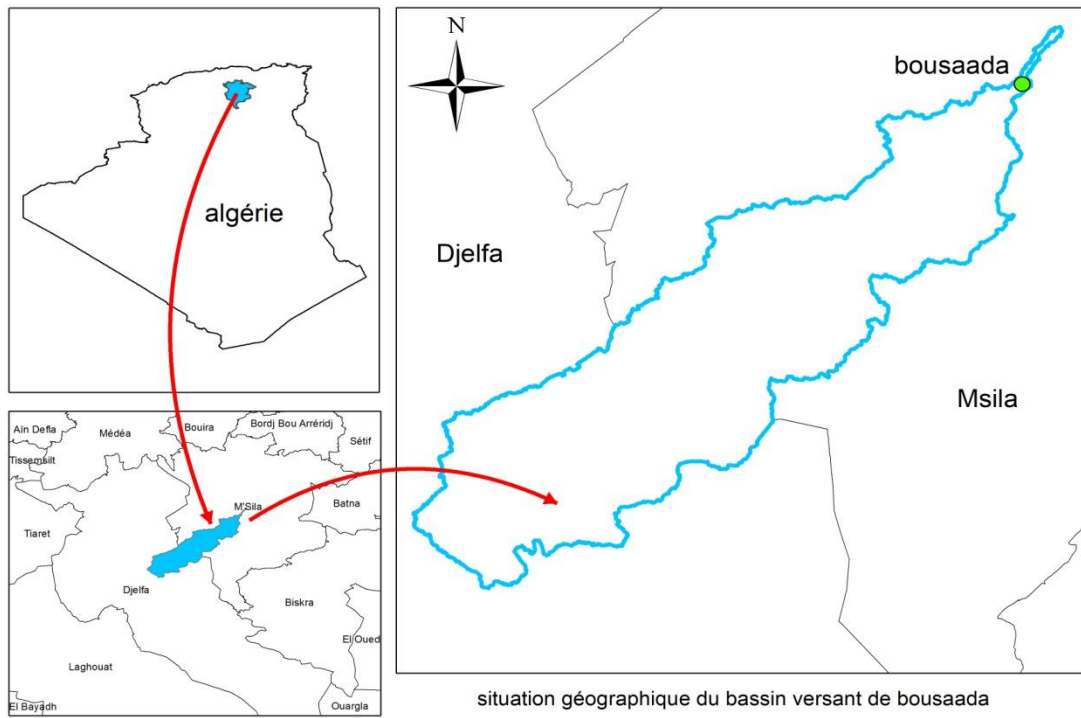 algérie
N
bousaada
Djelfa
Msila
Aïn Defla
Médéa
Bouira
Bordj Bou Arréridj
Sétif
Tissemsilt
M'Sila
Batna
Tiaret
Djelfa
Biskra
El Oued
Laghouat
El Bayadh
Ouargla
situation géographique du bassin versant de bousaada